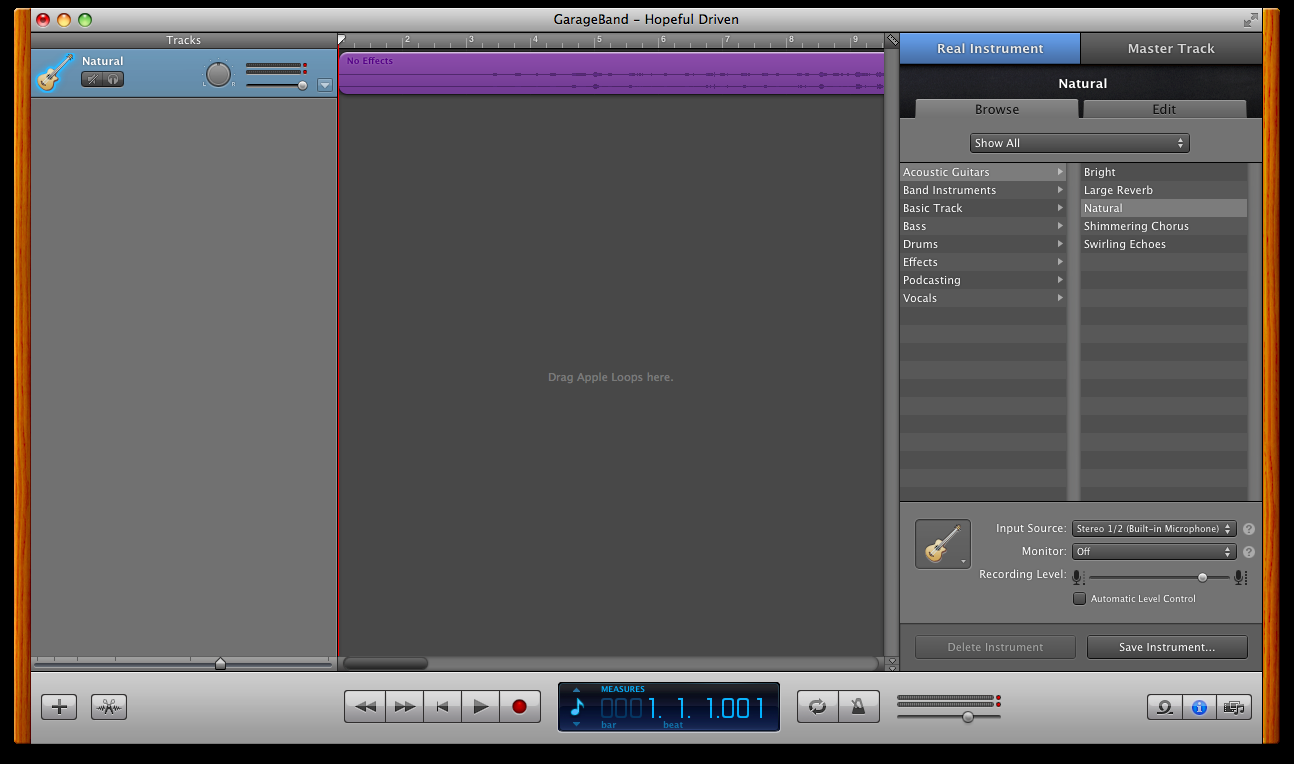 GarageBand – Hopeful Driven
Tracks
2 3 4 5 6 7 8 9
Real Instrument
Master Track
Natural
L R
No Effects
Natural
Browse
Edit
Show All
Acoustic Guitars
Band Instruments
Basic Track
Bass
Drums
Effects
Podcasting
Vocals
Bright
Large Reverb
Natural
Shimmering Chorus
Swirling Echoes
Drag Apple Loops here.
Input Source: Stereo 1/2 (Built-in Microphone) ?
Monitor: Off ?
Recording Level:
Automatic Level Control
Delete Instrument
Save Instrument...
MEASURES
0001. 1. 1.001
bar beat
i